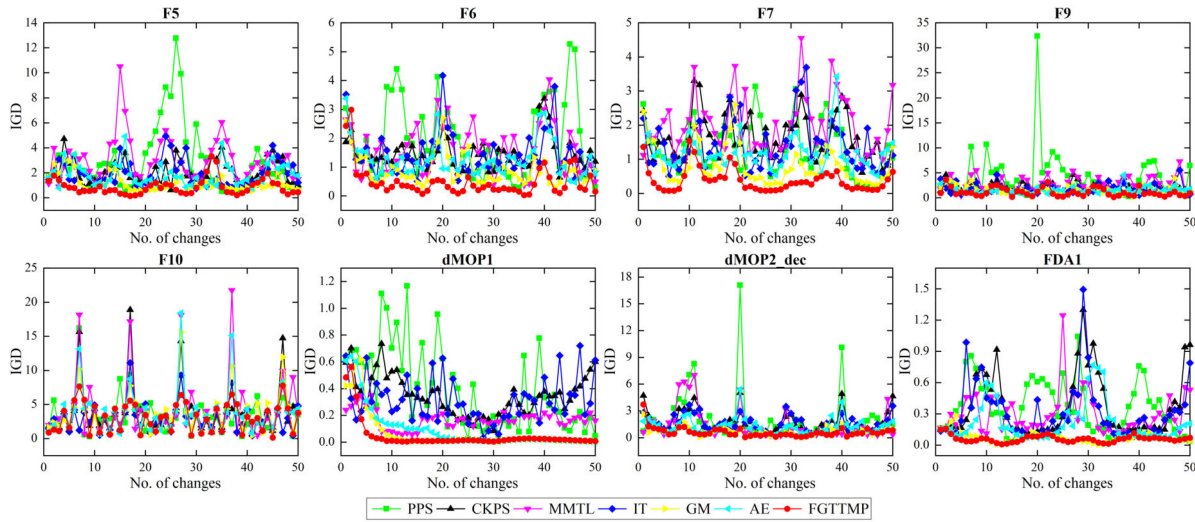 F5
F6
F7
F9
IGD
14
12
10
8
6
4
2
0
0 10 20 30 40 50
No. of changes
IGD
6
5
4
3
2
1
0
0 10 20 30 40 50
No. of changes
IGD
5
4
3
2
1
0
0 10 20 30 40 50
No. of changes
IGD
35
30
25
20
15
10
5
0
0 10 20 30 40 50
No. of changes
F10
dMOP1
dMOP2_dec
FDA1
IGD
25
20
15
10
5
0
0 10 20 30 40 50
No. of changes
IGD
1.2
1.0
0.8
0.6
0.4
0.2
0.0
0 10 20 30 40 50
No. of changes
IGD
18
15
12
9
6
3
0
0 10 20 30 40 50
No. of changes
IGD
1.5
1.2
0.9
0.6
0.3
0.0
0 10 20 30 40 50
No. of changes
PPS CKPS MMTL IT GM AE FGTTMP